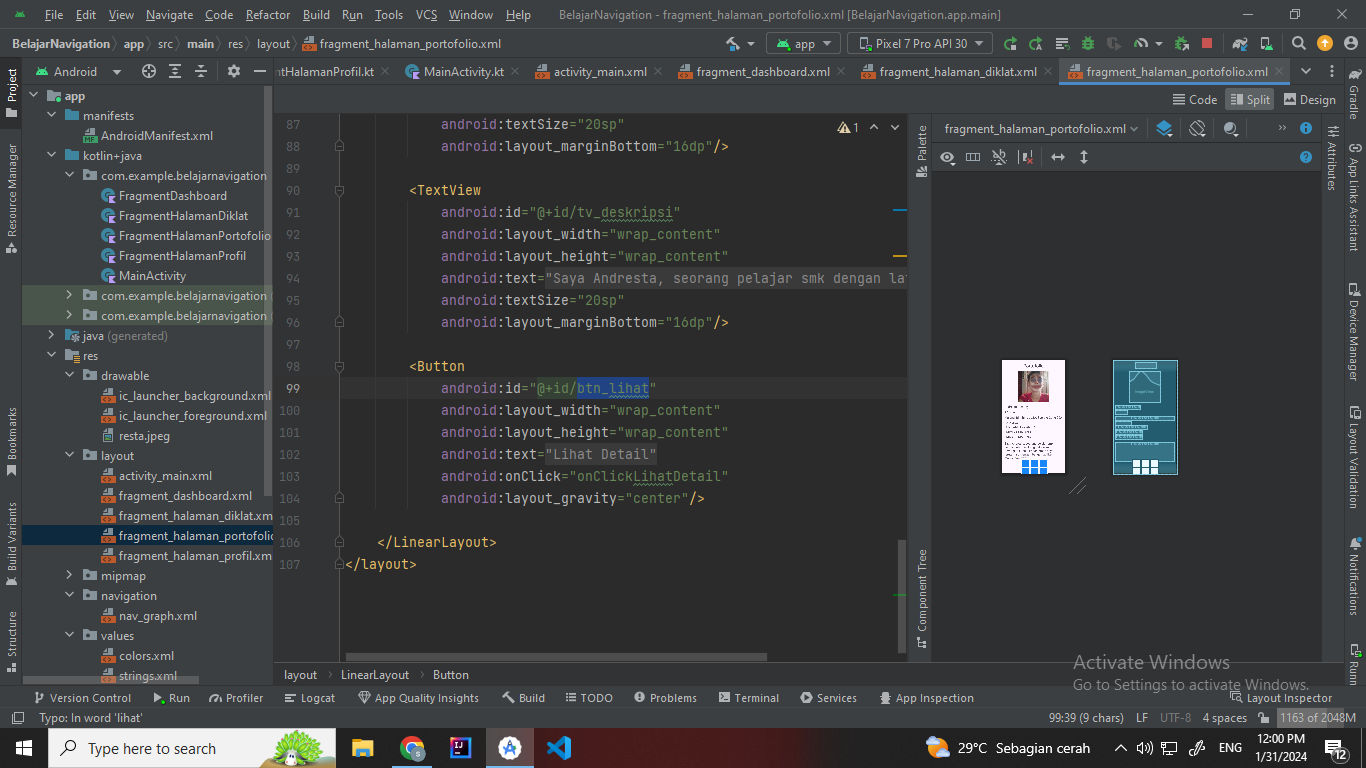 File Edit View Navigate Code Refactor Build Run Tools VCS Window Help BelajarNavigation - fragment_halaman_portofolio.xml [BelajarNavigation.app.main]
BelajarNavigation app src main res layout fragment_halaman_portofolio.xml app Pixel 7 Pro API 30
Android ntHalamanProfil.kt MainActivity.kt activity_main.xml fragment_dashboard.xml fragment_halaman_diklat.xml fragment_halaman_portofolio.xml
Code Split Design
Project
Resource Manager
Bookmarks
Build Variants
Structure
app
manifests
AndroidManifest.xml
kotlin+java
com.example.belajarnavigation
FragmentDashboard
FragmentHalamanDiklat
FragmentHalamanPortofolio
FragmentHalamanProfil
MainActivity
com.example.belajarnavigation
com.example.belajarnavigation
java (generated)
res
drawable
ic_launcher_background.xml
ic_launcher_foreground.xml
resta.jpeg
layout
activity_main.xml
fragment_dashboard.xml
fragment_halaman_diklat.xm
fragment_halaman_portofolio
fragment_halaman_profil.xm
mipmap
navigation
nav_graph.xml
values
colors.xml
strings.xml
87 android:textSize="20sp"
88 android:layout_marginBottom="16dp"/>
89
90 <TextView
91 android:id="@+id/tv_deskripsi"
92 android:layout_width="wrap_content"
93 android:layout_height="wrap_content"
94 android:text="Saya Andresta, seorang pelajar smk dengan lat
95 android:textSize="20sp"
96 android:layout_marginBottom="16dp"/>
97
98 <Button
99 android:id="@+id/btn_lihat"
100 android:layout_width="wrap_content"
101 android:layout_height="wrap_content"
102 android:text="Lihat Detail"
103 android:onClick="onClickLihatDetail"
104 android:layout_gravity="center"/>
105
106 </LinearLayout>
107 </layout>
1
Palette
Component Tree
fragment_halaman_portofolio.xml
Attributes
Gradle
App Links Assistant
Device Manager
Layout Validation
Notifications
Runn
Activate Windows
Go to Settings to activate Windows.
layout LinearLayout Button
Version Control Run Profiler Logcat App Quality Insights Build TODO Problems Terminal Services App Inspection Layout Inspector
Typo: In word 'lihat' 99:39 (9 chars) LF UTF-8 4 spaces 1163 of 2048M
Type here to search 29°C Sebagian cerah ENG 12:00 PM
1/31/2024 12